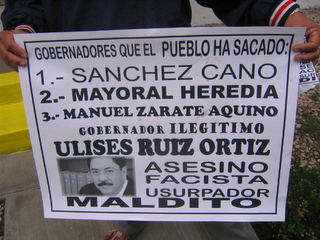 GOBERNADORES QUE EL PUEBLO HA SACADO:
1.- SANCHEZ CANO
2.- MAYORAL HEREDIA
3.- MANUEL ZARATE AQUINO
GOBERNADOR ILEGITIMO
ULISES RUIZ ORTIZ
ASESINO
FACISTA
USURPADOR
MALDITO